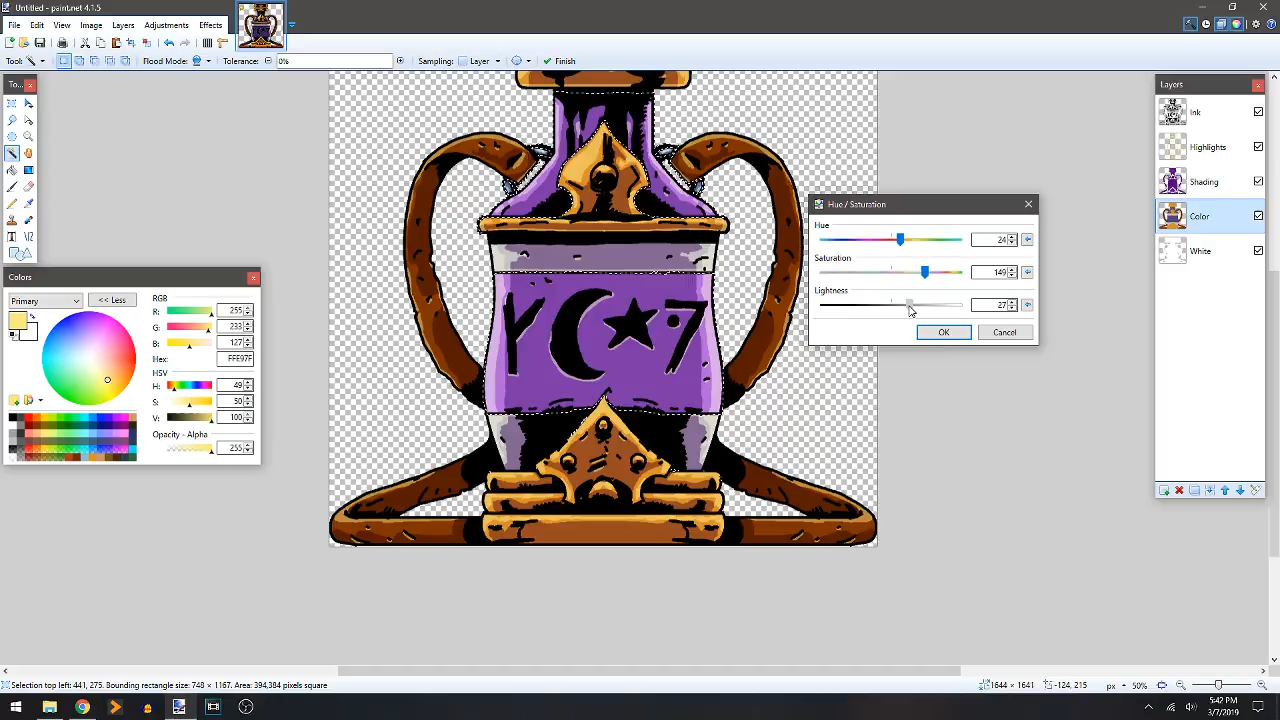 Untitled - paint.net 4.1.5
File Edit View Image Layers Adjustments Effects
Tool: Flood Mode: Tolerance: 0% Sampling: Layer Finish
To...
Layers
Ink
Highlights
Shading
Color
White
Hue / Saturation
Hue
24
Saturation
149
Lightness
27
OK Cancel
Colors
Primary << Less RGB
R: 255
G: 233
B: 127
Hex: FFE97F
HSV
H: 49
S: 50
V: 100
Opacity - Alpha
255
Selection top left: 441, 275. Bounding rectangle size: 748 × 1167. Area: 394,384 pixels square
1644 × 1641 -124, 215 px 50%
5:42 PM
3/7/2019